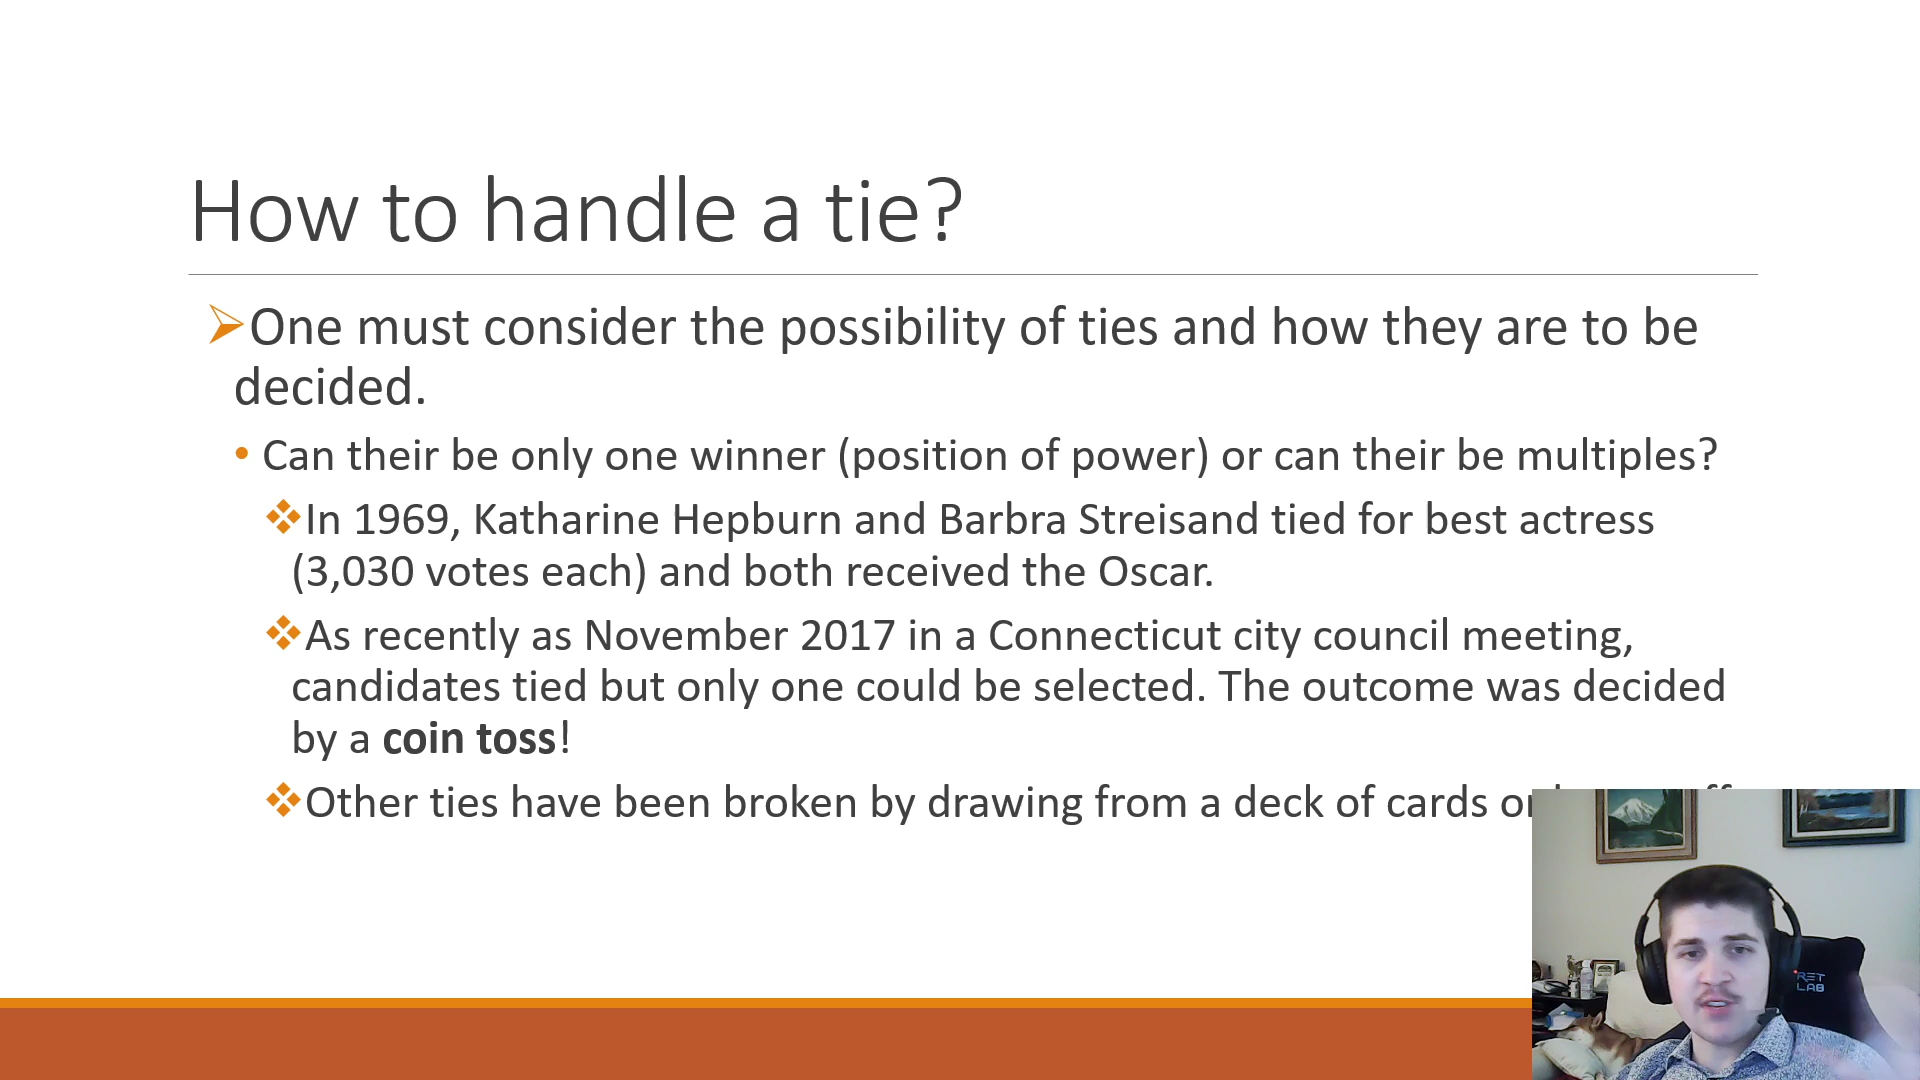 How to handle a tie?
One must consider the possibility of ties and how they are to be
decided.
Can their be only one winner (position of power) or can their be multiples?
In 1969, Katharine Hepburn and Barbra Streisand tied for best actress
(3,030 votes each) and both received the Oscar.
As recently as November 2017 in a Connecticut city council meeting,
candidates tied but only one could be selected. The outcome was decided
by a coin toss!
Other ties have been broken by drawing from a deck of cards
LAB